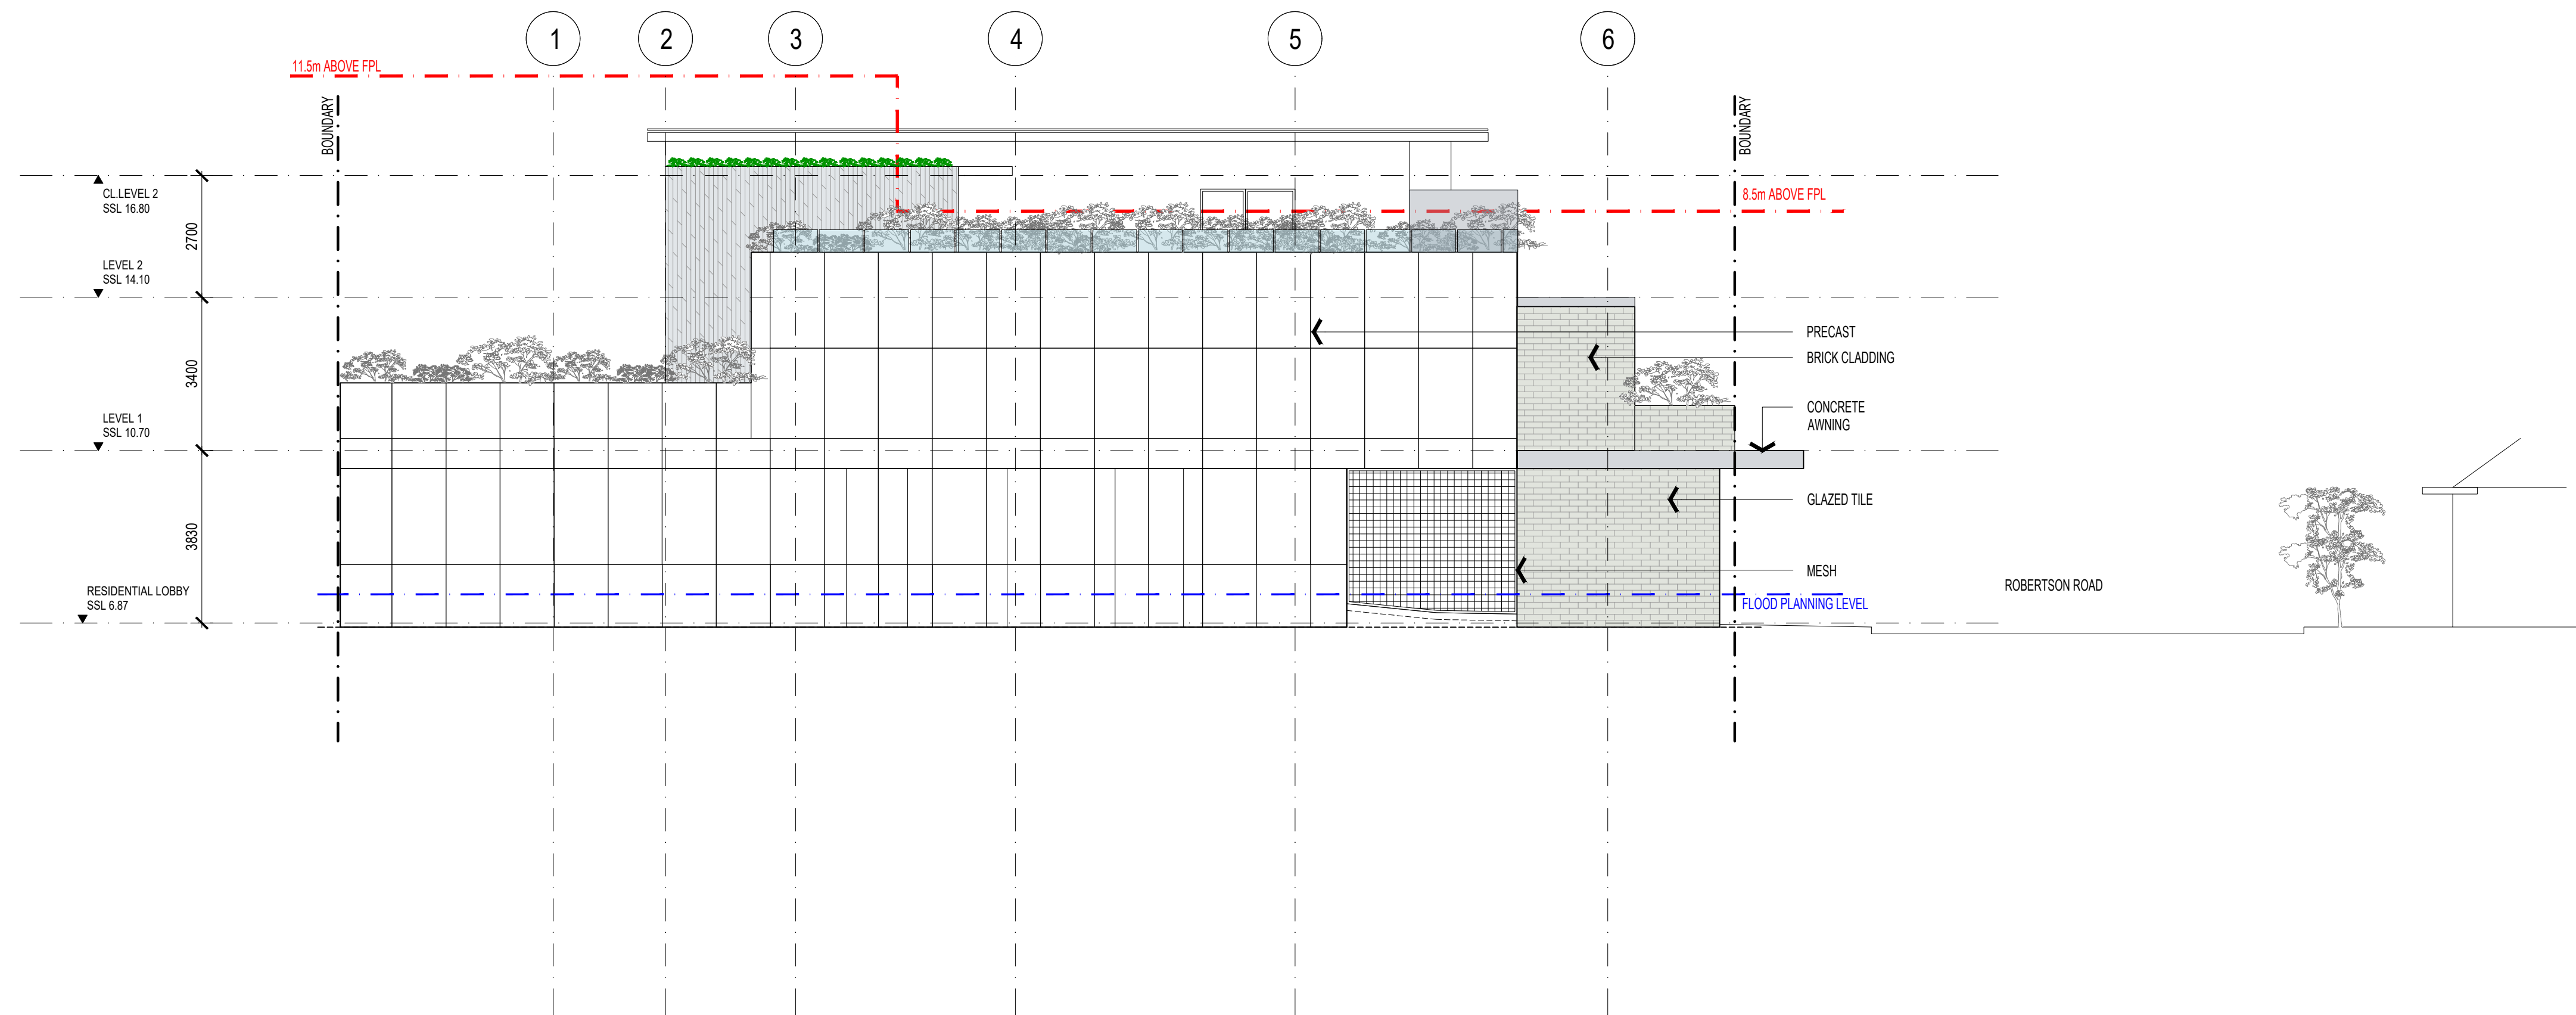 1
2
3
4
5
6
11.5m ABOVE FPL
BOUNDARY
BOUNDARY
CL.LEVEL 2
SSL 16.80
8.5m ABOVE FPL
2700
LEVEL 2
SSL 14.10
PRECAST
BRICK CLADDING
3400
CONCRETE
AWNING
LEVEL 1
SSL 10.70
GLAZED TILE
3830
MESH
RESIDENTIAL LOBBY
SSL 6.87
ROBERTSON ROAD
FLOOD PLANNING LEVEL